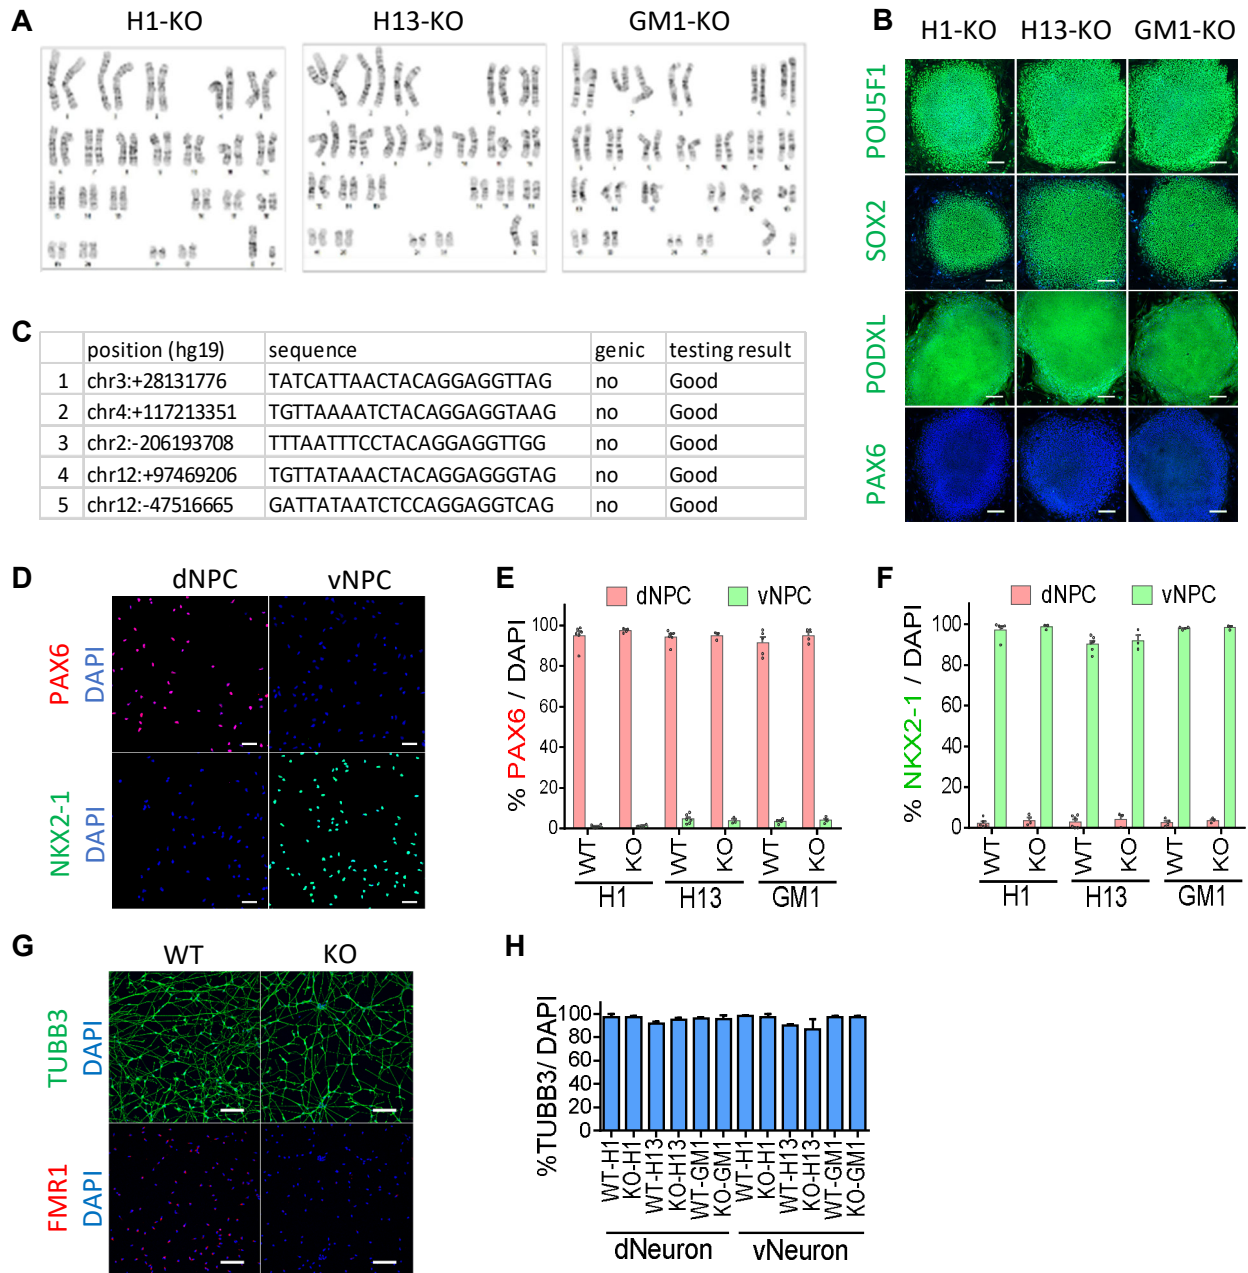 A
H1-KO H13-KO GM1-KO
B
H1-KO H13-KO GM1-KO
POU5F1
SOX2
PODXL
PAX6
C
position (hg19) sequence genic testing result
1 chr3:+28131776 TATCATTAACTACAGGAGGTTAG no Good
2 chr4:+117213351 TGTTAAAATCTACAGGAGGTAAG no Good
3 chr2:-206193708 TTTAATTTCCTACAGGAGGTTGG no Good
4 chr12:+97469206 TGTTATAAACTACAGGAGGGTAG no Good
5 chr12:-47516665 GATTATAATCTCCAGGAGGTCAG no Good
D
dNPC vNPC
PAX6
DAPI
NKX2-1
DAPI
E
dNPC vNPC
% PAX6 / DAPI
100
80
60
40
20
0
WT KO WT KO WT KO
H1 H13 GM1
F
dNPC vNPC
% NKX2-1 / DAPI
100
80
60
40
20
0
WT KO WT KO WT KO
H1 H13 GM1
G
WT KO
TUBB3
DAPI
FMR1
DAPI
H
%TUBB3/ DAPI
100
80
60
40
20
0
WT-H1 KO-H1 WT-H13 KO-H13 WT-GM1 KO-GM1 WT-H1 KO-H1 WT-H13 KO-H13 WT-GM1 KO-GM1
dNeuron vNeuron